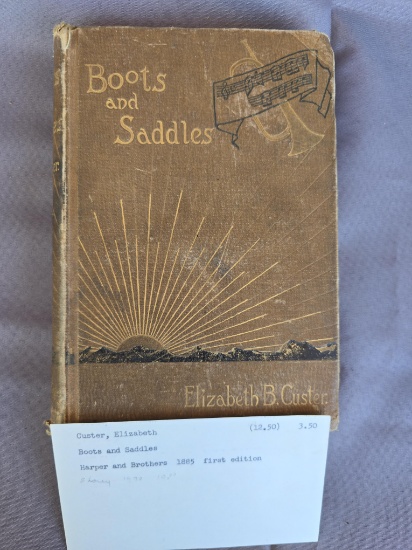 Boots
and
Saddles
Elizabeth B. Custer
Custer, Elizabeth (12.50) 3.50
Boots and Saddles
Harper and Brothers 1885 first edition